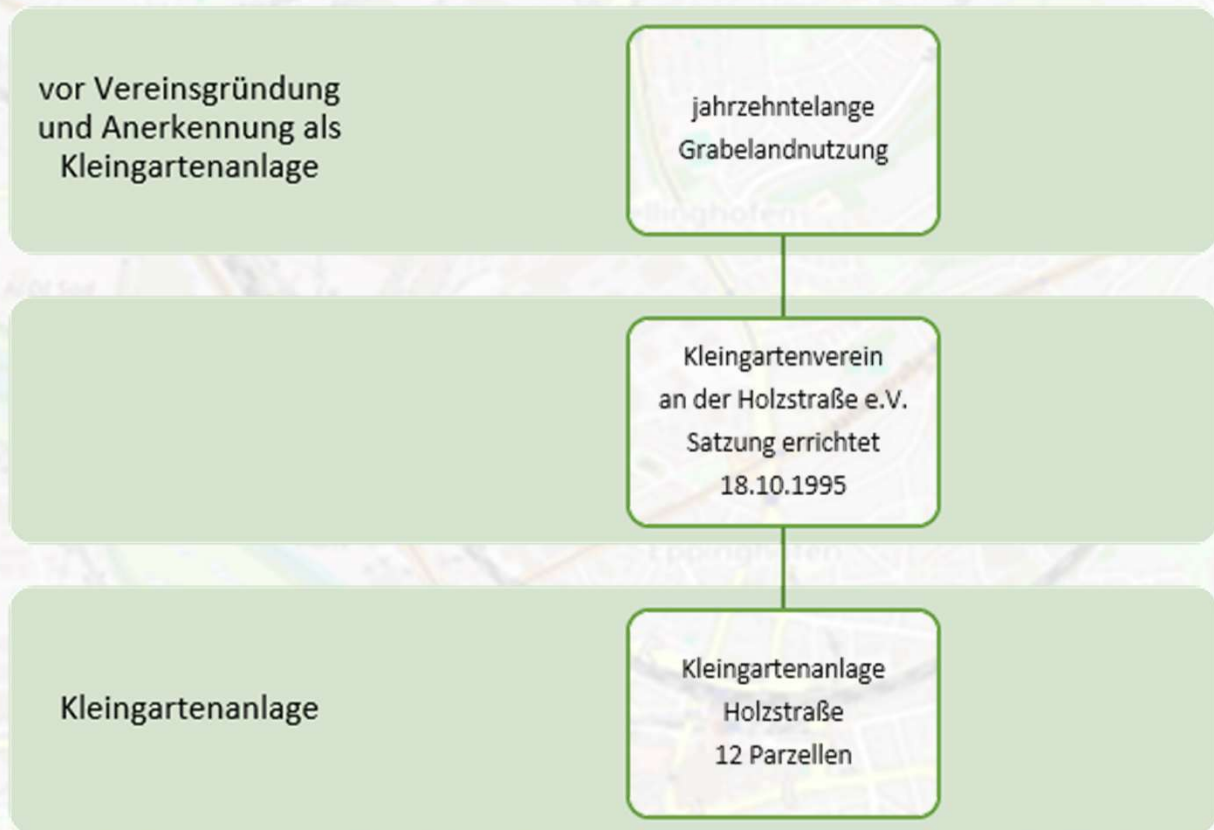 vor Vereinsgründung
und Anerkennung als
Kleingartenanlage
jahrzehntelange
Grabelandnutzung
Kleingartenverein
an der Holzstraße e.V.
Satzung errichtet
18.10.1995
Eppinghofen
Kleingartenanlage
Kleingartenanlage
Holzstraße
12 Parzellen